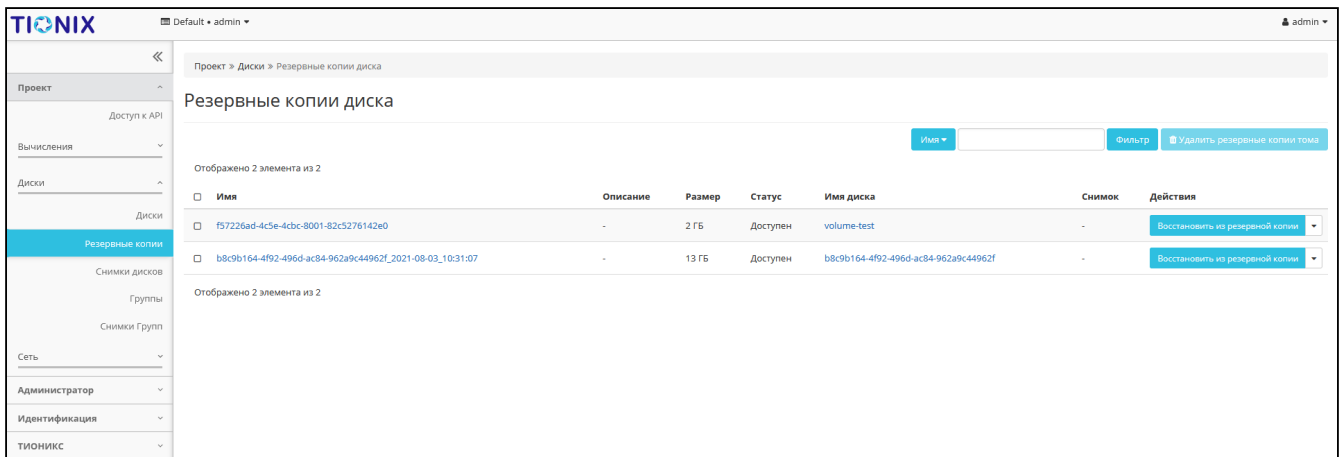 TIONIX
Default • admin
admin
Проект » Диски » Резервные копии диска
Проект
Доступ к API
Вычисления
Диски
Диски
Резервные копии
Снимки дисков
Группы
Снимки Групп
Сеть
Администратор
Идентификация
ТИОНИКС
Резервные копии диска
Имя Фильтр Удалить резервные копии тома
Отображено 2 элемента из 2
Имя Описание Размер Статус Имя диска Снимок Действия
f57226ad-4c5e-4cbc-8001-82c5276142e0 - 2 ГБ Доступен volume-test - Восстановить из резервной копии
b8c9b164-4f92-496d-ac84-962a9c44962f_2021-08-03_10:31:07 - 13 ГБ Доступен b8c9b164-4f92-496d-ac84-962a9c44962f - Восстановить из резервной копии
Отображено 2 элемента из 2